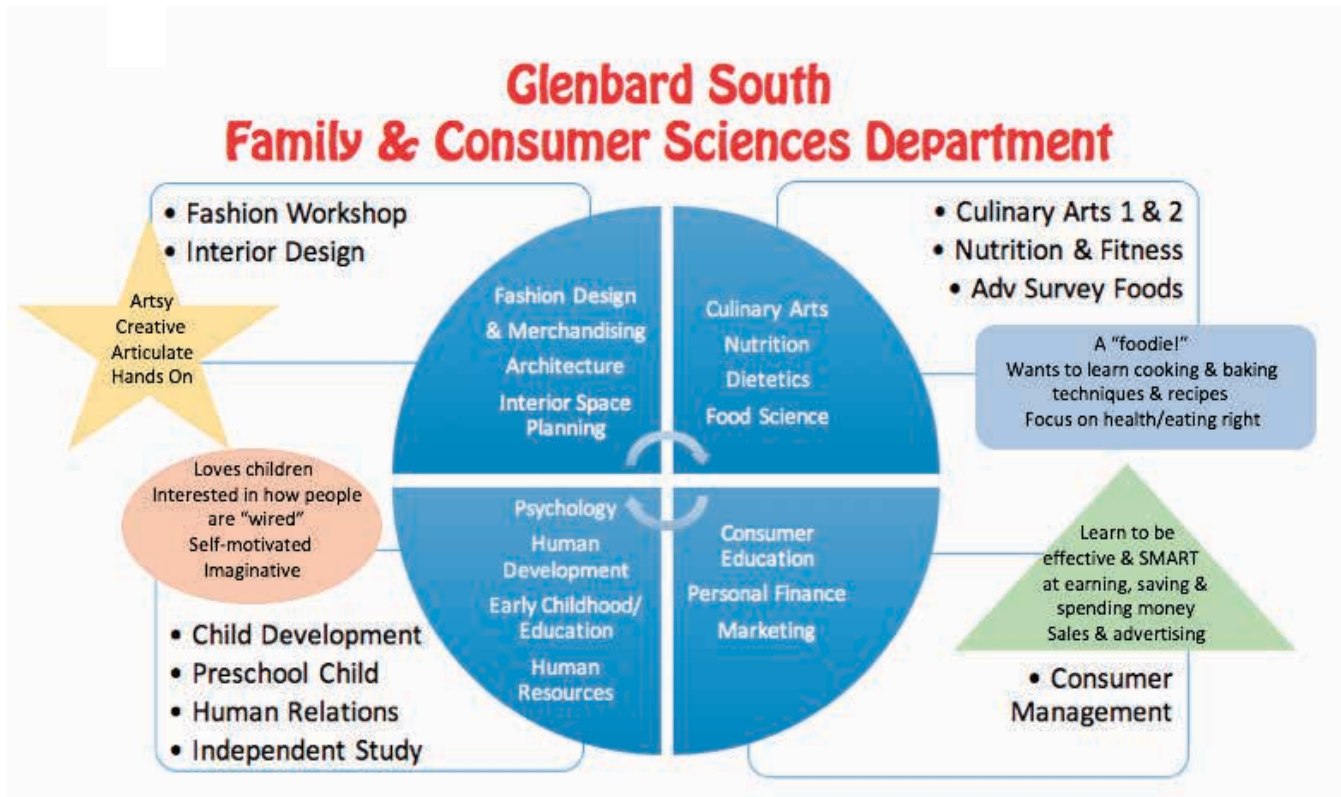 Glenbard South
Family & Consumer Sciences Department
• Fashion Workshop
• Interior Design
Artsy
Creative
Articulate
Hands On
Fashion Design
& Merchandising
Architecture
Interior Space
Planning
• Culinary Arts 1 & 2
• Nutrition & Fitness
• Adv Survey Foods
Culinary Arts
Nutrition
Dietetics
Food Science
A "foodie!"
Wants to learn cooking & baking
techniques & recipes
Focus on health/eating right
Loves children
Interested in how people
are "wired"
Self-motivated
Imaginative
Psychology
Human
Development
Early Childhood/
Education
Human
Resources
• Child Development
• Preschool Child
• Human Relations
• Independent Study
Consumer
Education
Personal Finance
Marketing
Learn to be
effective & SMART
at earning, saving &
spending money
Sales & advertising
• Consumer
Management